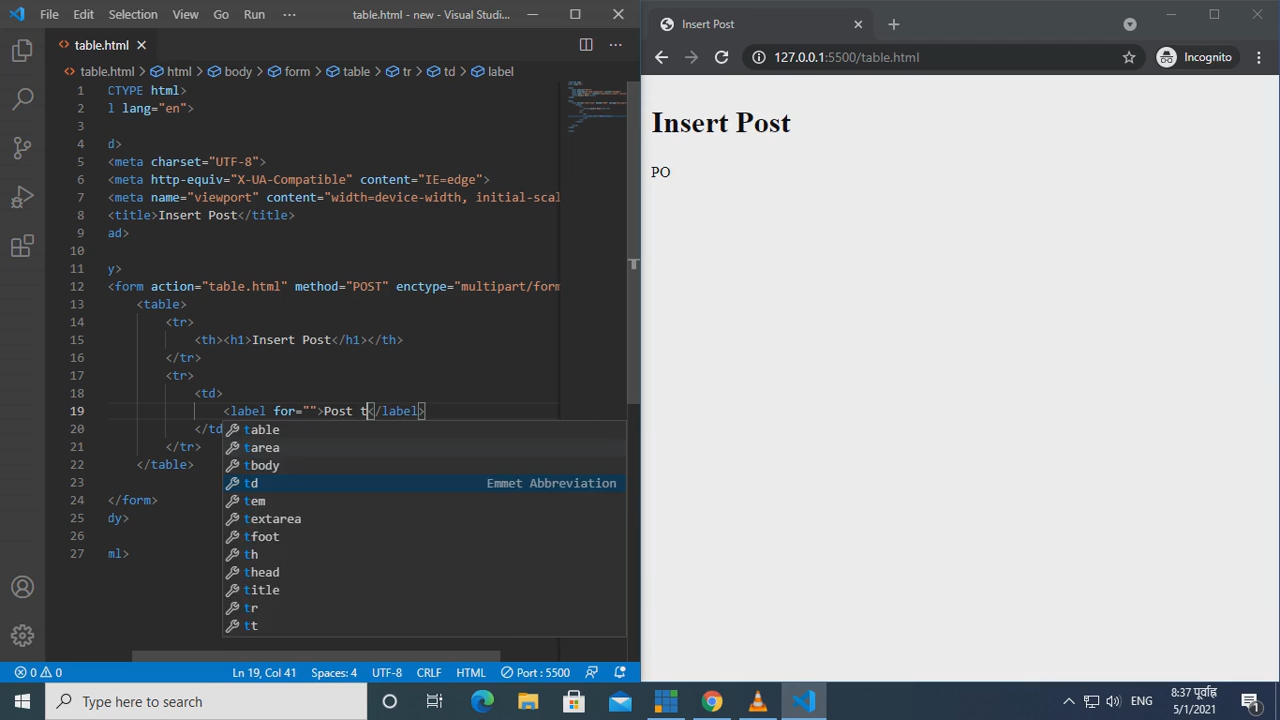 File Edit Selection View Go Run ··· table.html - new - Visual Studio...
table.html
table.html > html > body > form > table > tr > td > label
1 CTYPE html>
2 l lang="en">
3
4 d>
5 <meta charset="UTF-8">
6 <meta http-equiv="X-UA-Compatible" content="IE=edge">
7 <meta name="viewport" content="width=device-width, initial-scal
8 <title>Insert Post</title>
9 ad>
10
11 y>
12 <form action="table.html" method="POST" enctype="multipart/form
13 <table>
14 <tr>
15 <th><h1>Insert Post</h1></th>
16 </tr>
17 <tr>
18 <td>
19 <label for="">Post t</label>
20 </td
21 </tr>
22 </table>
23
24 </form>
25 dy>
26
27 ml>
table
tarea
tbody
td Emmet Abbreviation
tem
textarea
tfoot
th
thead
title
tr
tt
0 0 Ln 19, Col 41 Spaces: 4 UTF-8 CRLF HTML Port : 5500
Insert Post
127.0.0.1:5500/table.html Incognito
Insert Post
PO
Type here to search
ENG
8:37 पूर्वाह्न
5/1/2021
1